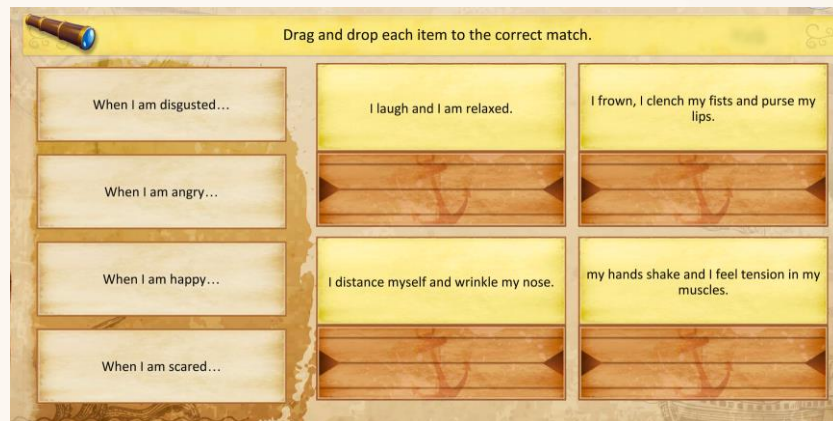 Drag and drop each item to the correct match.
When I am disgusted…
When I am angry…
When I am happy…
When I am scared…
I laugh and I am relaxed.
I frown, I clench my fists and purse my
lips.
I distance myself and wrinkle my nose.
my hands shake and I feel tension in my
muscles.